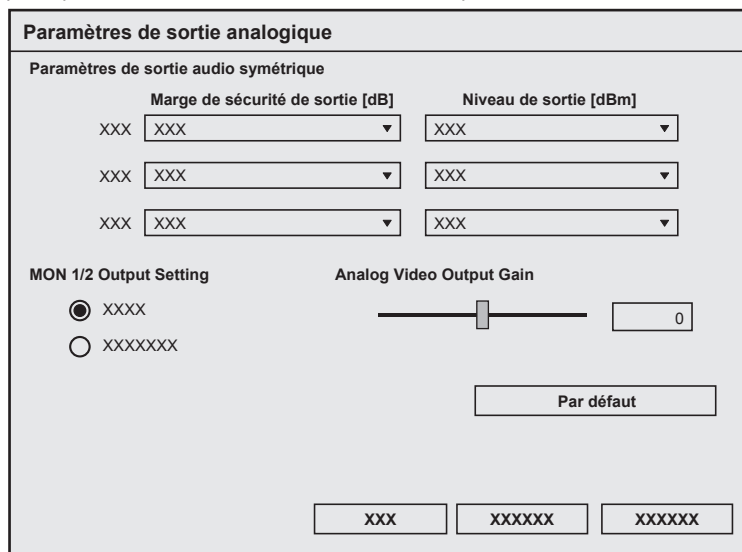 Paramètres de sortie analogique
Paramètres de sortie audio symétrique
Marge de sécurité de sortie [dB] Niveau de sortie [dBm]
XXX XXX XXX
XXX XXX XXX
XXX XXX XXX
MON 1/2 Output Setting Analog Video Output Gain
XXXX 0
XXXXXXX
Par défaut
XXX XXXXXX XXXXXX